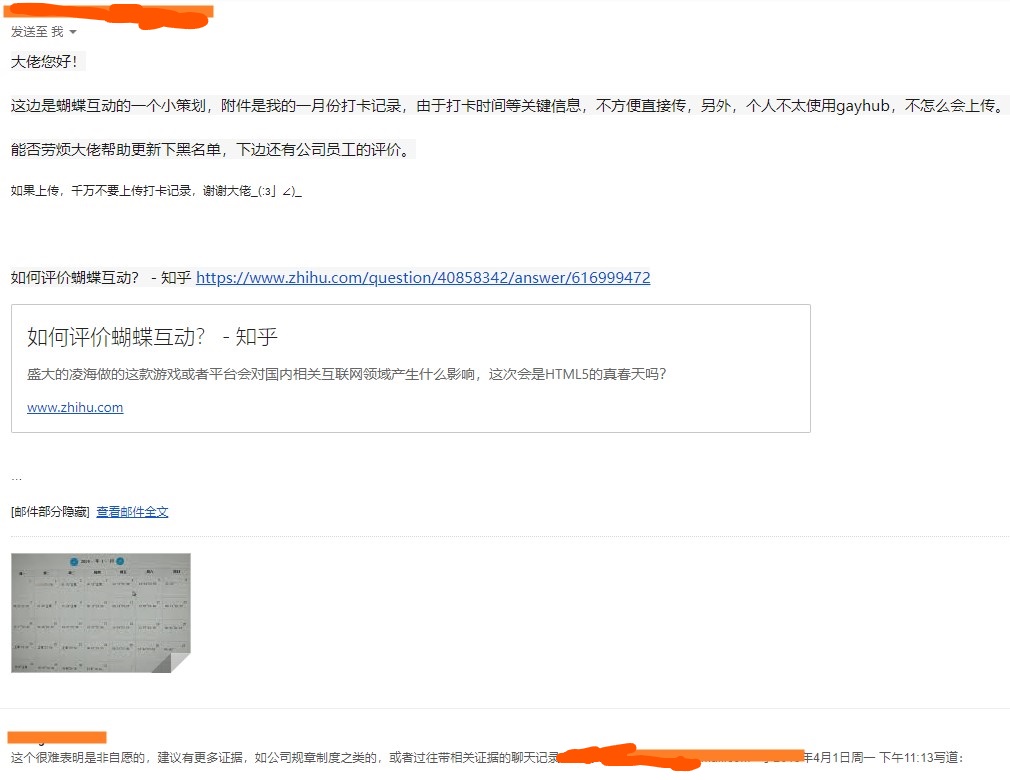 发送至 我
大佬您好！
这边是蝴蝶互动的一个小策划，附件是我的一月份打卡记录，由于打卡时间等关键信息，不方便直接传，另外，个人不太使用gayhub，不怎么会上传。
能否劳烦大佬帮助更新下黑名单，下边还有公司员工的评价。
如果上传，千万不要上传打卡记录，谢谢大佬_(:з」∠)_
如何评价蝴蝶互动？ - 知乎 https://www.zhihu.com/question/40858342/answer/616999472
如何评价蝴蝶互动？ - 知乎
盛大的凌海做的这款游戏或者平台会对国内相关互联网领域产生什么影响，这次会是HTML5的真春天吗？
www.zhihu.com
...
[邮件部分隐藏] 查看邮件全文
这个很难表明是非自愿的，建议有更多证据，如公司规章制度之类的，或者过往带相关证据的聊天记录
年4月1日周一 下午11:13写道：